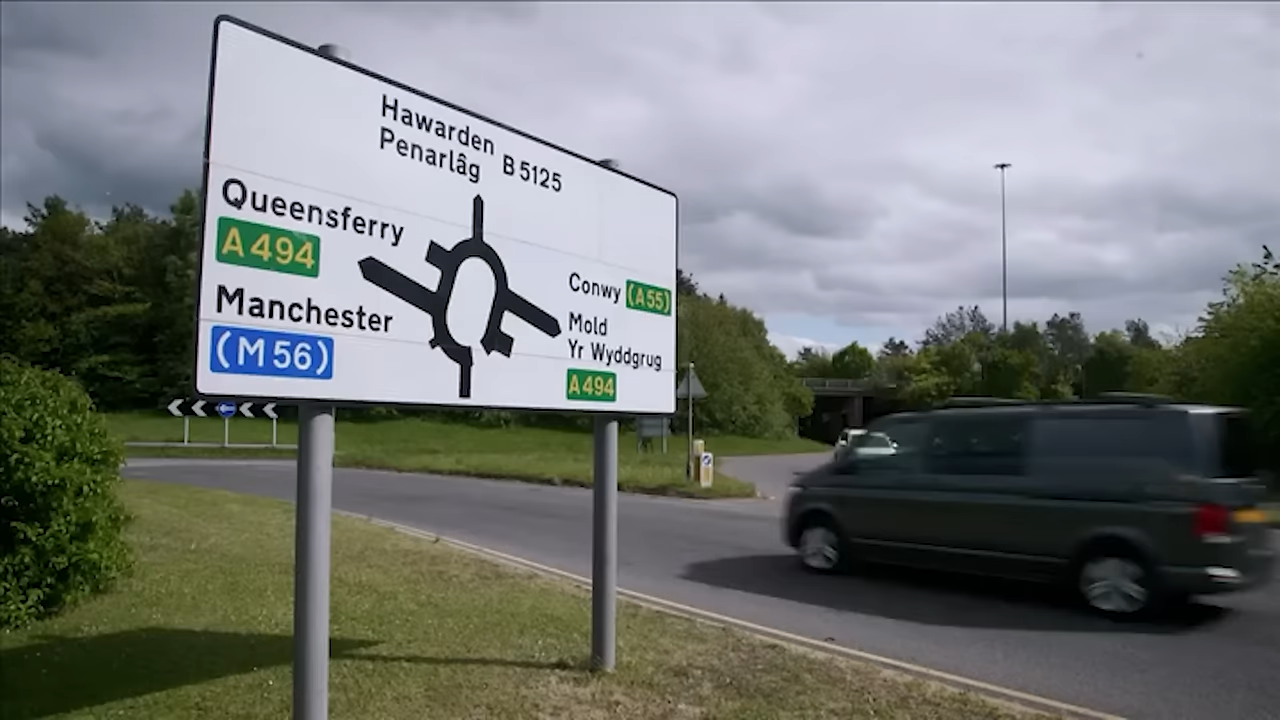 Hawarden
Penarlâg B5125
Queensferry
A494
Manchester
(M56)
Conwy (A55)
Mold
Yr Wyddgrug
A494